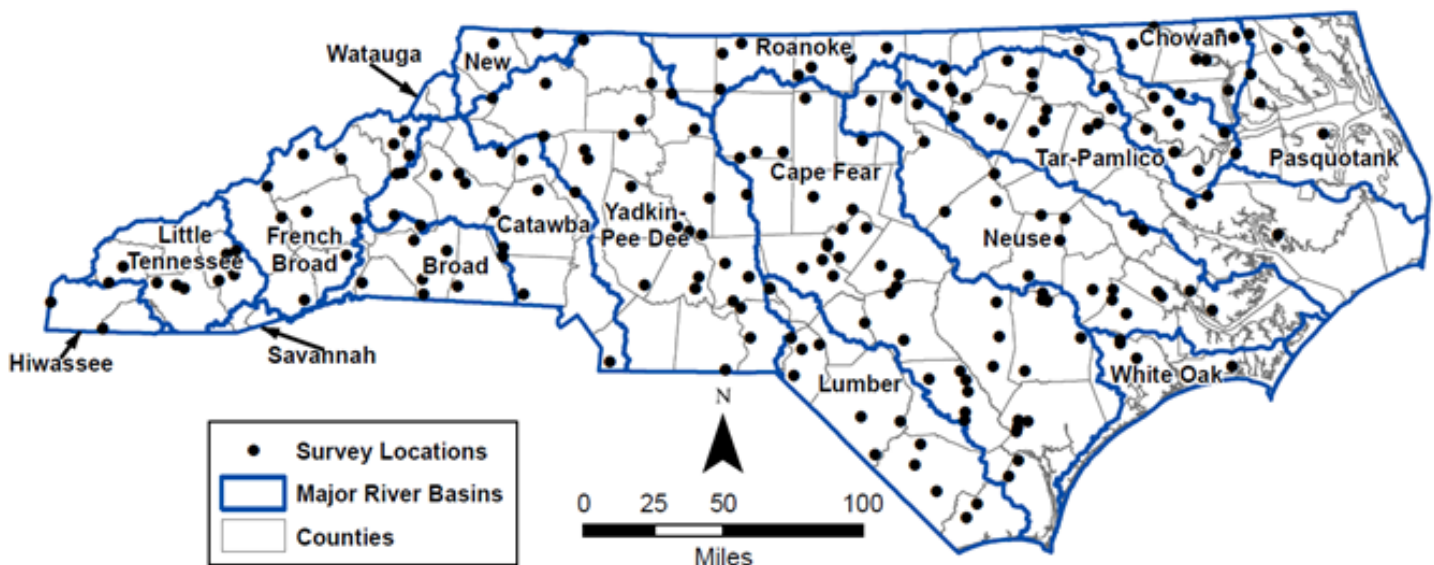 Watauga
New
Roanoke
Chowan
Tar-Pamlico
Pasquotank
Cape Fear
Little
Tennessee
French
Broad
Catawba
Yadkin-
Pee Dee
Neuse
Broad
Hiwassee
Savannah
Lumber
White Oak
N
Survey Locations
Major River Basins
Counties
0 25 50 100
Miles